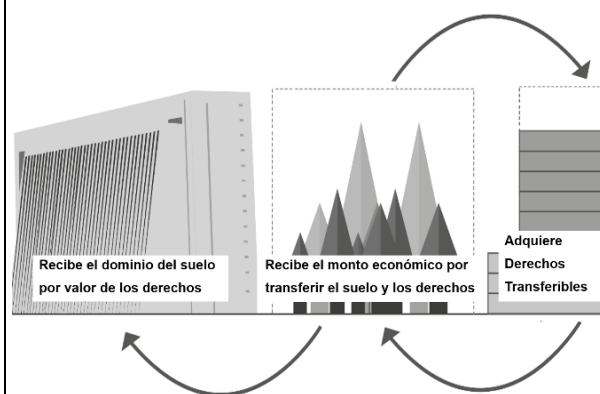 Recibe el dominio del suelo
por valor de los derechos
Recibe el monto económico por
transferir el suelo y los derechos
Adquiere
Derechos
Transferibles